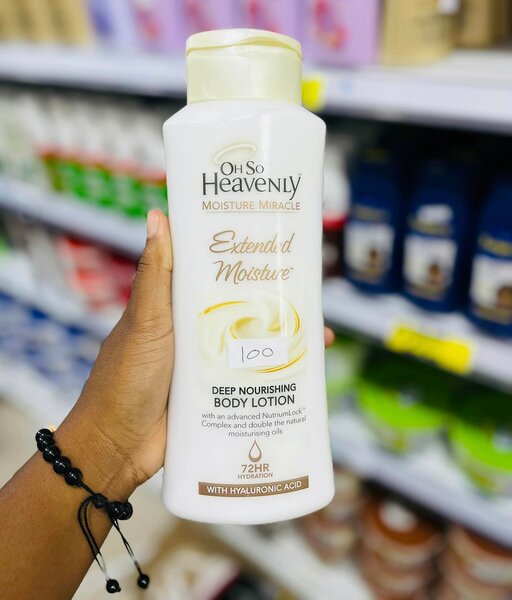 OH SO
HEAVENLY™
MOISTURE MIRACLE
Extended
Moisture™
100
DEEP NOURISHING
BODY LOTION
with an advanced NutriumLock™
Complex and double the natural
moisturising oils
72HR
HYDRATION
WITH HYALURONIC ACID